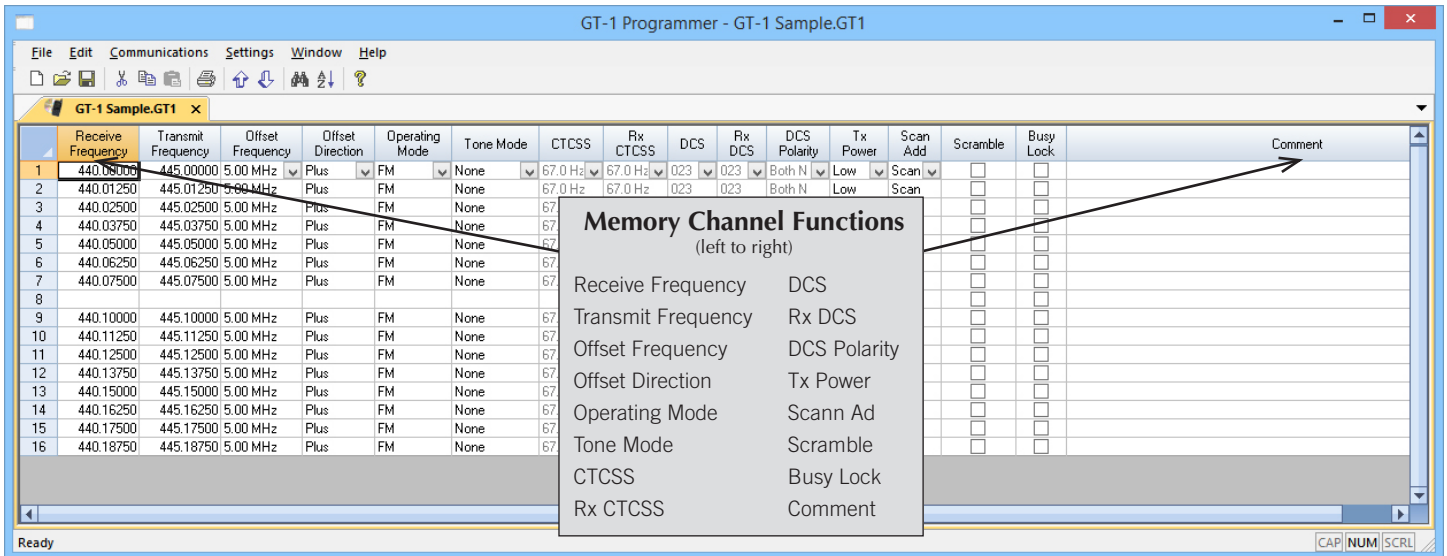 GT-1 Programmer - GT-1 Sample.GT1
File Edit Communications Settings Window Help
GT-1 Sample.GT1 X
Receive Frequency Transmit Frequency Offset Frequency Offset Direction Operating Mode Tone Mode CTCSS Rx CTCSS DCS Rx DCS DCS Polarity Tx Power Scan Add Scramble Busy Lock Comment
1 440.00000 445.00000 5.00 MHz Plus FM None 67.0 Hz 67.0 Hz 023 023 Both N Low Scan
2 440.01250 445.01250 5.00 MHz Plus FM None 67.0 Hz 67.0 Hz 023 023 Both N Low Scan
3 440.02500 445.02500 5.00 MHz Plus FM None 67.
4 440.03750 445.03750 5.00 MHz Plus FM None 67.
5 440.05000 445.05000 5.00 MHz Plus FM None 67.
6 440.06250 445.06250 5.00 MHz Plus FM None 67.
7 440.07500 445.07500 5.00 MHz Plus FM None 67.
8
9 440.10000 445.10000 5.00 MHz Plus FM None 67.
10 440.11250 445.11250 5.00 MHz Plus FM None 67.
11 440.12500 445.12500 5.00 MHz Plus FM None 67.
12 440.13750 445.13750 5.00 MHz Plus FM None 67.
13 440.15000 445.15000 5.00 MHz Plus FM None 67.
14 440.16250 445.16250 5.00 MHz Plus FM None 67.
15 440.17500 445.17500 5.00 MHz Plus FM None 67.
16 440.18750 445.18750 5.00 MHz Plus FM None 67.
Memory Channel Functions
(left to right)
Receive Frequency DCS
Transmit Frequency Rx DCS
Offset Frequency DCS Polarity
Offset Direction Tx Power
Operating Mode Scann Ad
Tone Mode Scramble
CTCSS Busy Lock
Rx CTCSS Comment
Ready CAP NUM SCRL